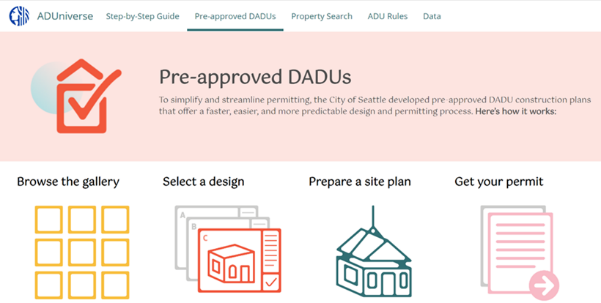 ADUniverse Step-by-Step Guide Pre-approved DADUs Property Search ADU Rules Data
Pre-approved DADUs
To simplify and streamline permitting, the City of Seattle developed pre-approved DADU construction plans
that offer a faster, easier, and more predictable design and permitting process. Here's how it works:
Browse the gallery
Select a design
Prepare a site plan
Get your permit
A
B
C